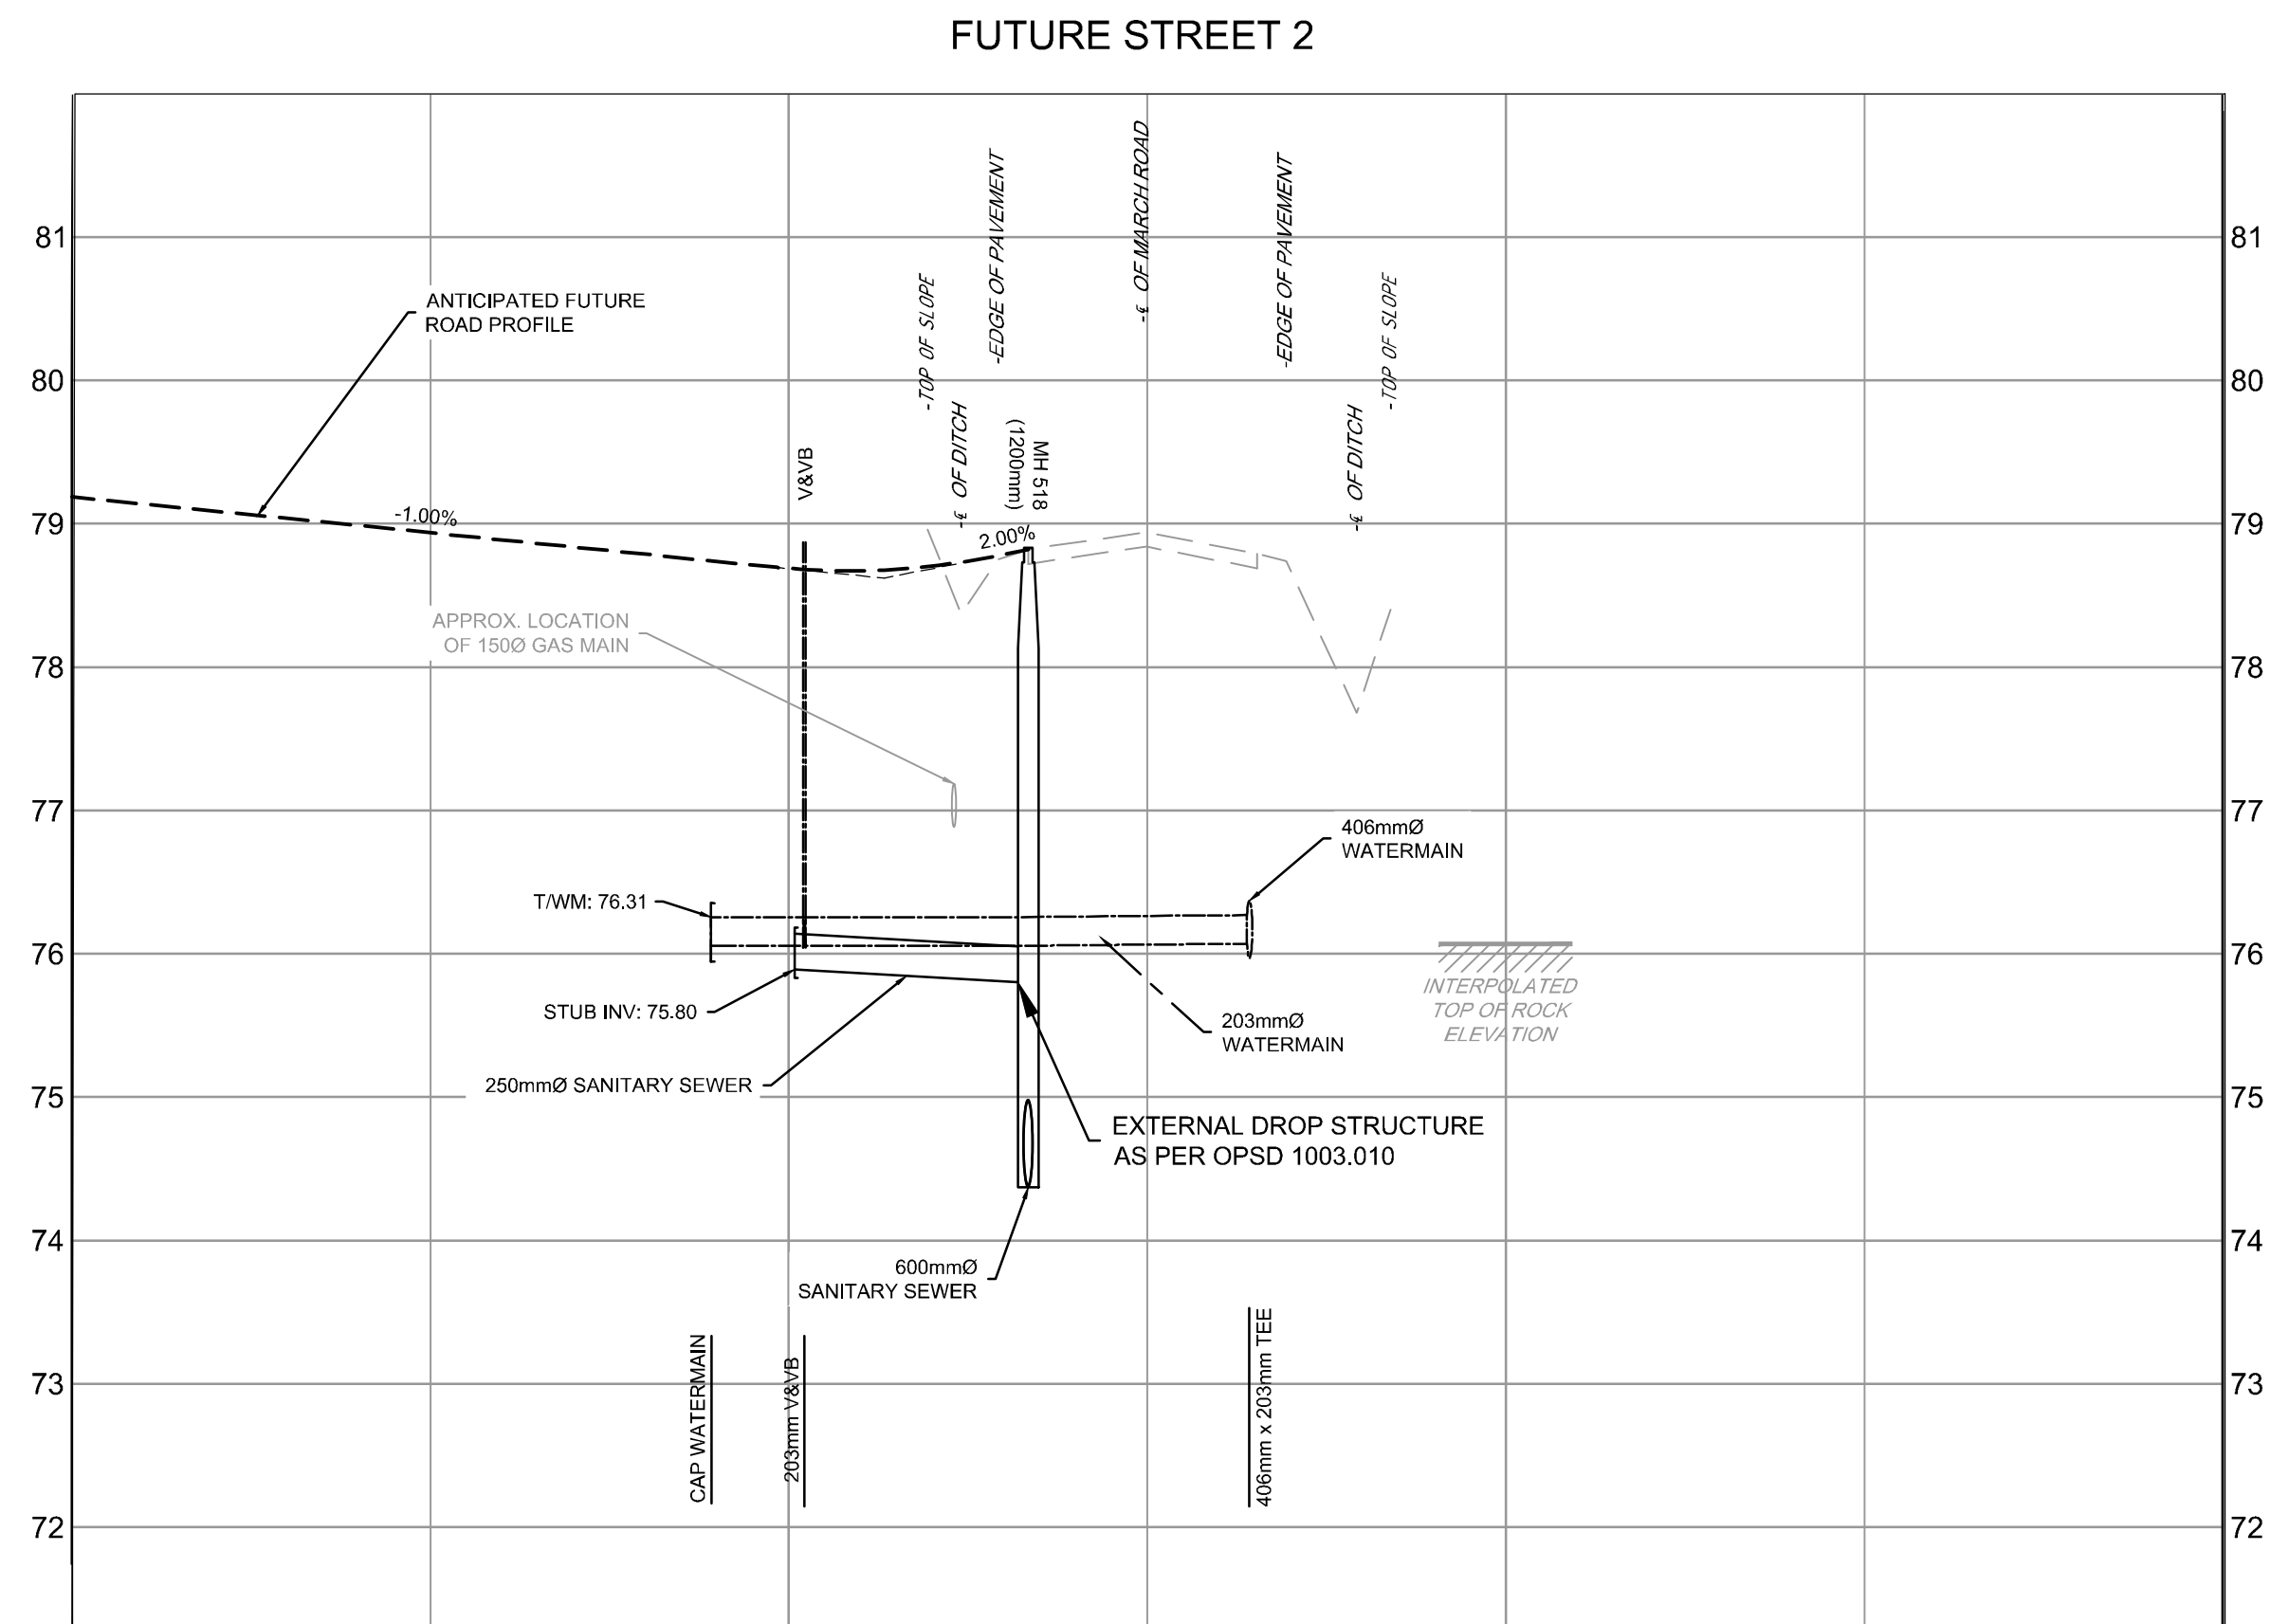 FUTURE STREET 2
-TOP OF SLOPE
-EDGE OF PAVEMENT
-℄ OF MARCH ROAD
-EDGE OF PAVEMENT
-TOP OF SLOPE
81
81
ANTICIPATED FUTURE
ROAD PROFILE
80
80
V&VB
-℄ OF DITCH
MH 518
(1200mm)
-℄ OF DITCH
79
-1.00%
2.00%
79
APPROX. LOCATION
OF 150Ø GAS MAIN
78
78
77
77
406mmØ
WATERMAIN
T/WM: 76.31
76
76
INTERPOLATED
TOP OF ROCK
ELEVATION
STUB INV: 75.80
203mmØ
WATERMAIN
250mmØ SANITARY SEWER
75
75
EXTERNAL DROP STRUCTURE
AS PER OPSD 1003.010
74
74
600mmØ
SANITARY SEWER
CAP WATERMAIN
203mm V&VB
406mm x 203mm TEE
73
73
72
72